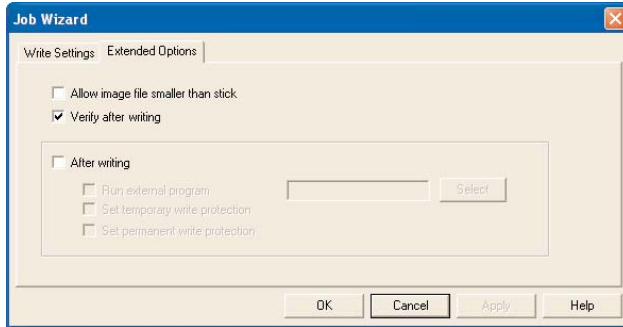 Job Wizard
Write Settings Extended Options
Allow image file smaller than stick
Verify after writing
After writing
Run external program Select
Set temporary write protection
Set permanent write protection
OK Cancel Apply Help